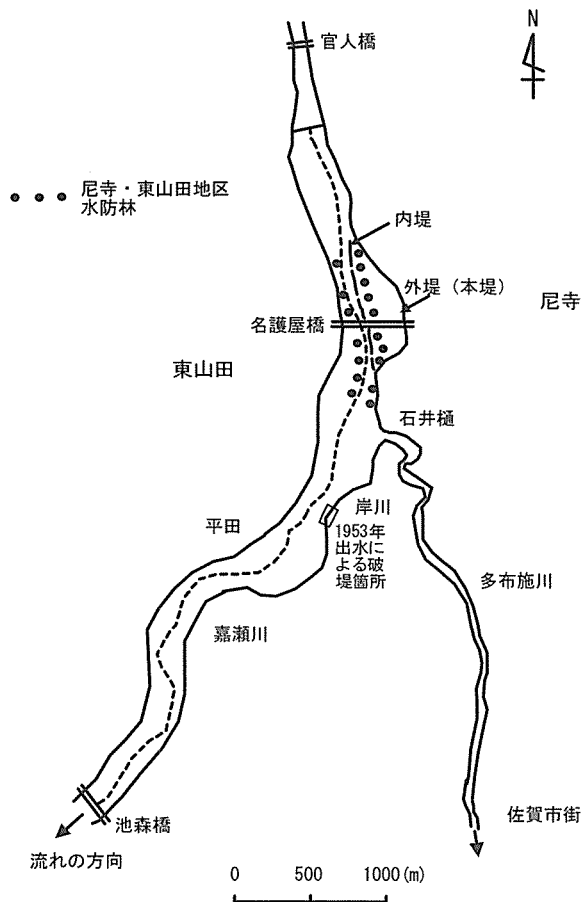 官人橋
N
尼寺・東山田地区
水防林
内堤
外堤（本堤）
尼寺
名護屋橋
東山田
石井樋
岸川
1953年
出水に
よる破
堤箇所
平田
多布施川
嘉瀬川
池森橋
佐賀市街
流れの方向
0 500 1000(m)